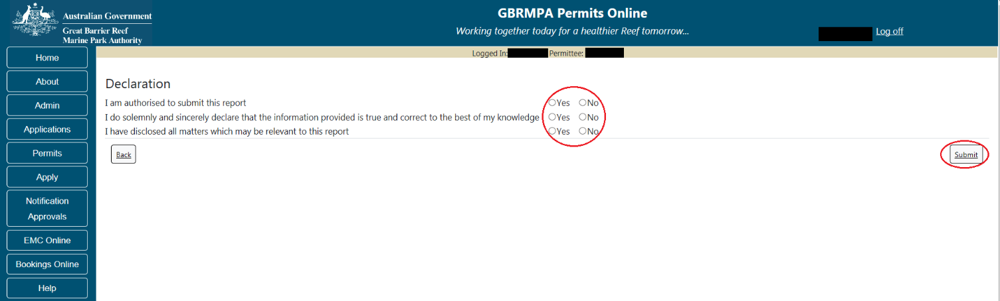 Australian Government
Great Barrier Reef
Marine Park Authority
GBRMPA Permits Online
Working together today for a healthier Reef tomorrow...
Log off
Logged In: Permittee:
Home
About
Admin
Applications
Permits
Apply
Notification
Approvals
EMC Online
Bookings Online
Help
Declaration
I am authorised to submit this report Yes No
I do solemnly and sincerely declare that the information provided is true and correct to the best of my knowledge Yes No
I have disclosed all matters which may be relevant to this report Yes No
Back Submit